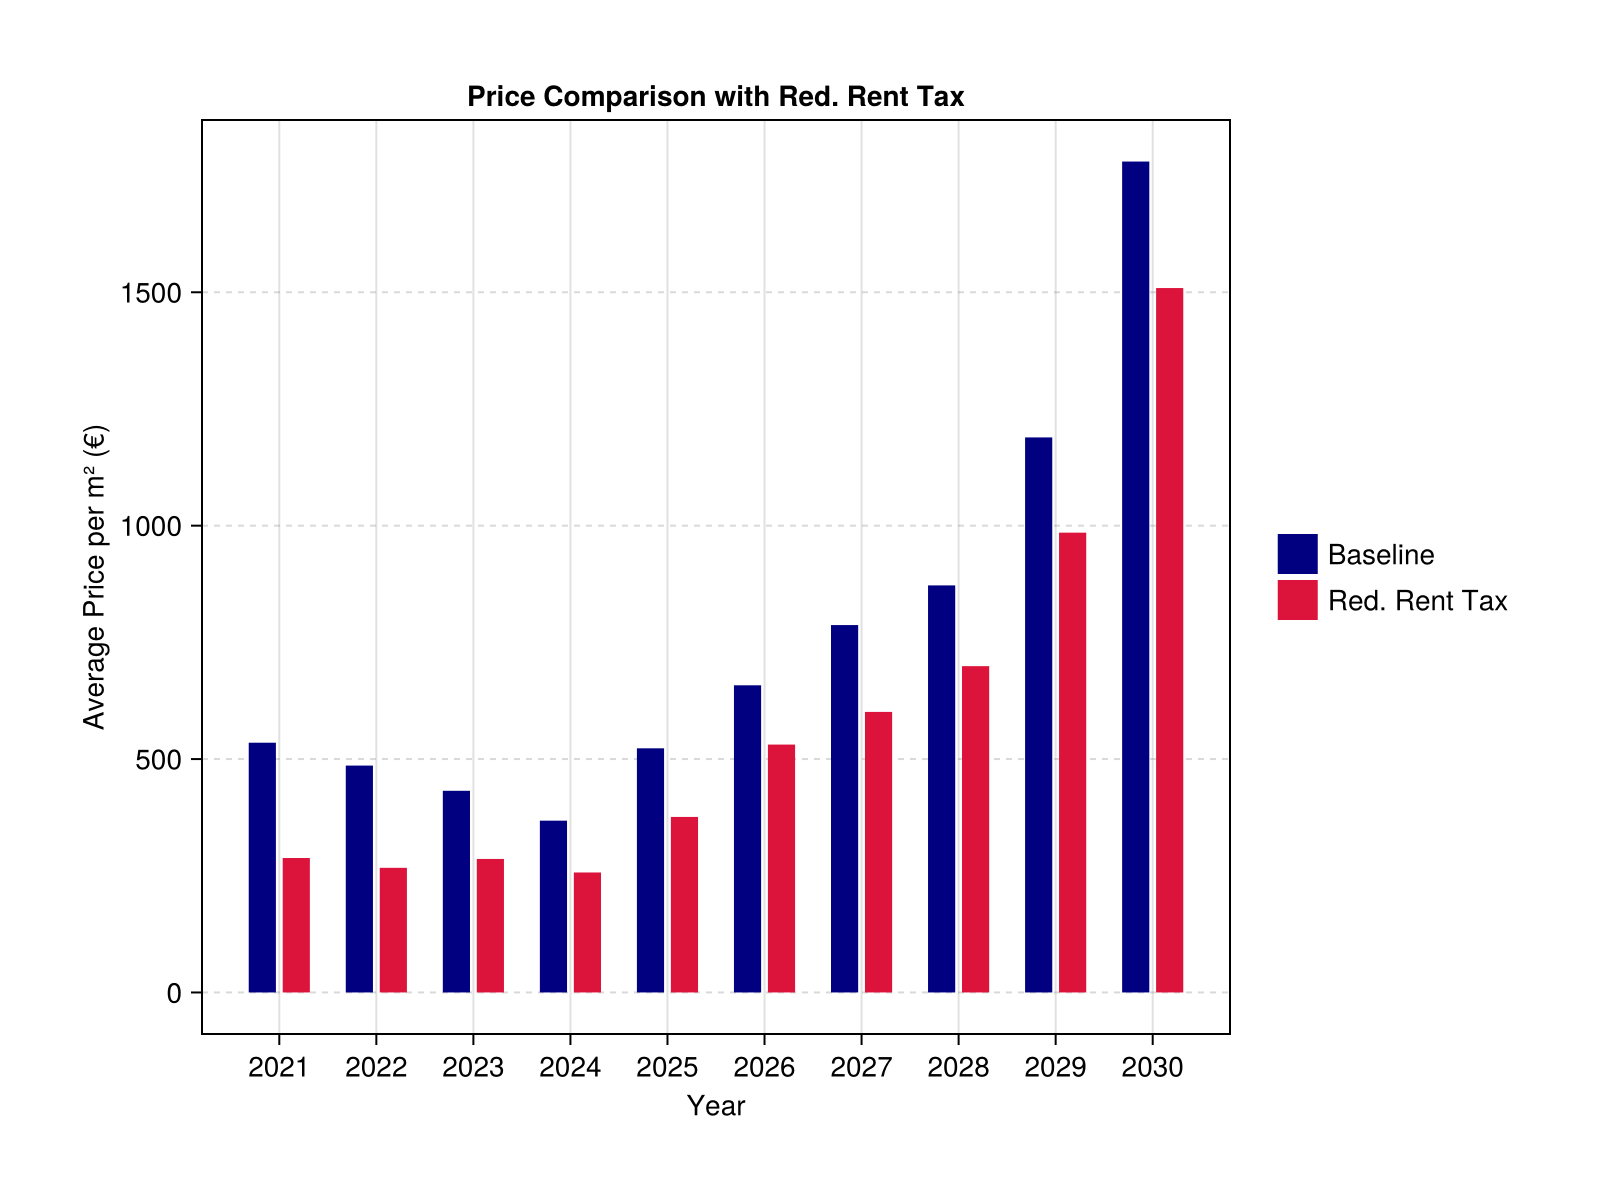 Price Comparison with Red. Rent Tax
Average Price per m² (€)
1500
1000
500
0
2021 2022 2023 2024 2025 2026 2027 2028 2029 2030
Year
Baseline
Red. Rent Tax